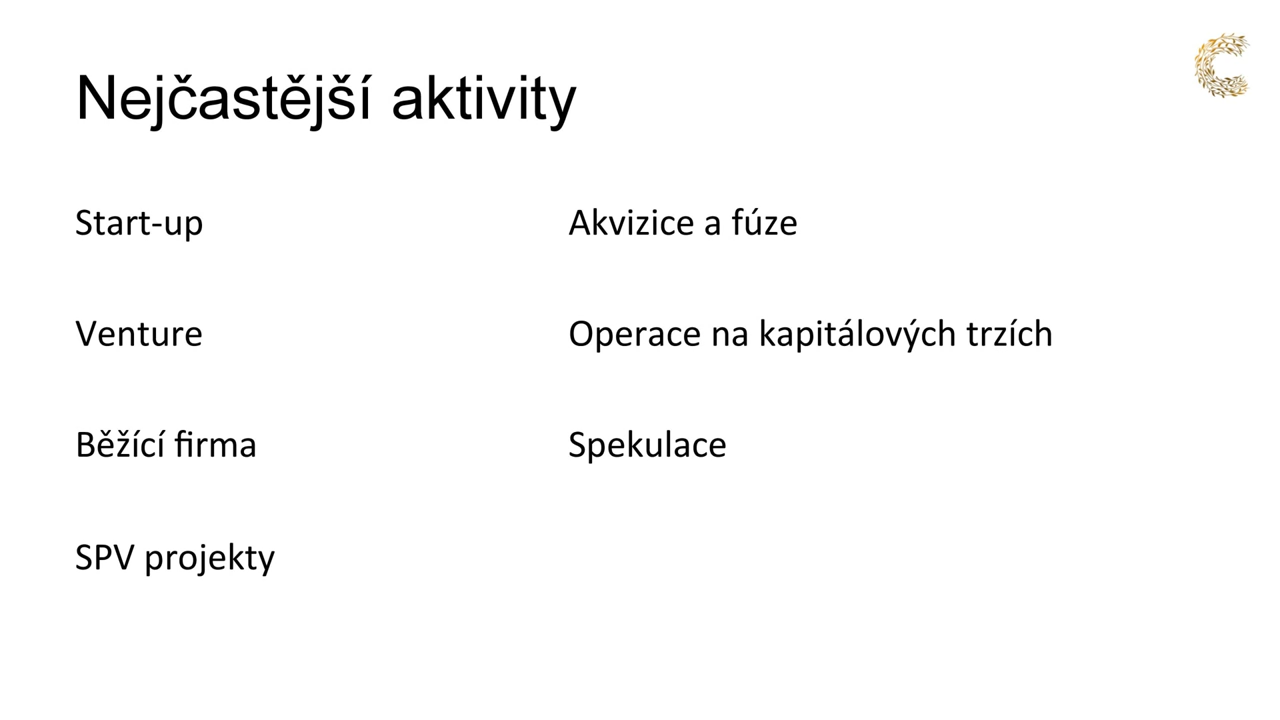 Nejčastější aktivity
Start-up
Venture
Běžící firma
SPV projekty
Akvizice a fúze
Operace na kapitálových trzích
Spekulace